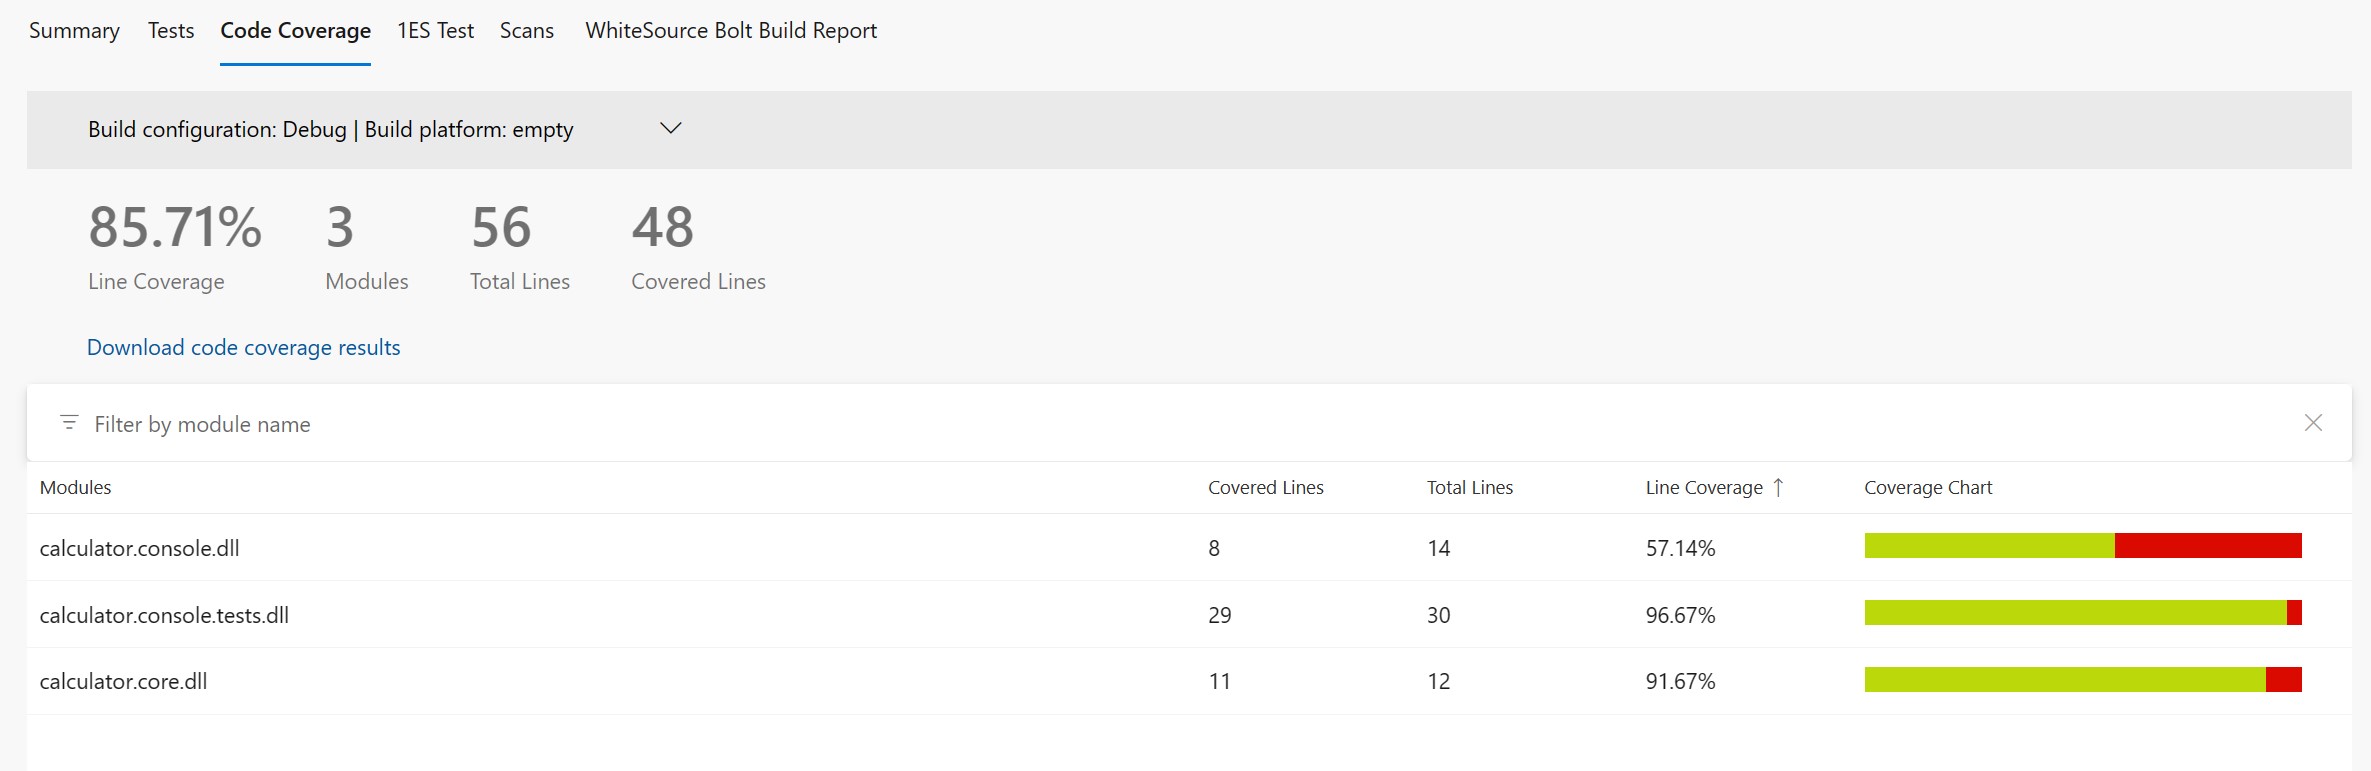 Summary Tests Code Coverage 1ES Test Scans WhiteSource Bolt Build Report
Build configuration: Debug | Build platform: empty
85.71% 3 56 48
Line Coverage Modules Total Lines Covered Lines
Download code coverage results
Filter by module name
Modules Covered Lines Total Lines Line Coverage ↑ Coverage Chart
calculator.console.dll 8 14 57.14%
calculator.console.tests.dll 29 30 96.67%
calculator.core.dll 11 12 91.67%